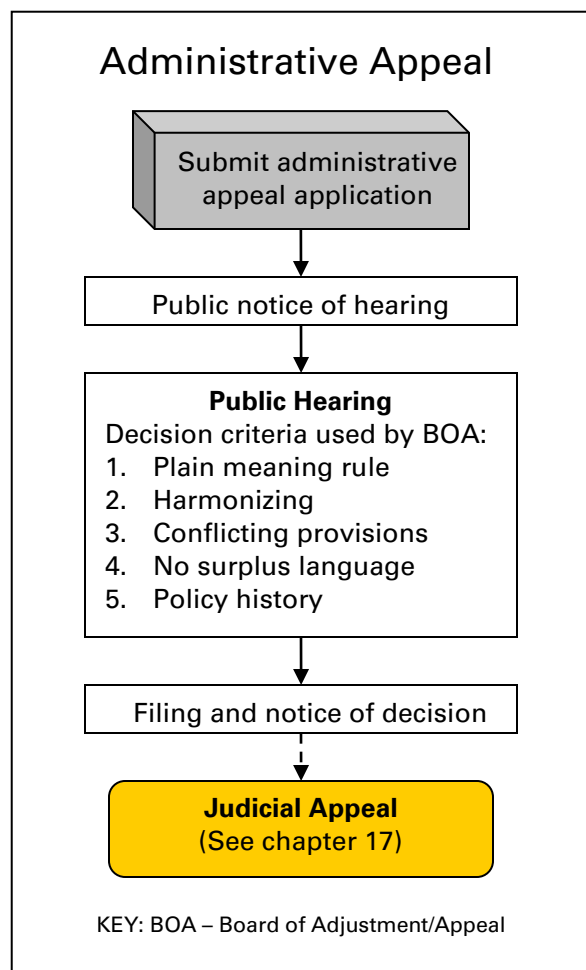 Administrative Appeal
Submit administrative
appeal application
Public notice of hearing
Public Hearing
Decision criteria used by BOA:
1. Plain meaning rule
2. Harmonizing
3. Conflicting provisions
4. No surplus language
5. Policy history
Filing and notice of decision
Judicial Appeal
(See chapter 17)
KEY: BOA – Board of Adjustment/Appeal